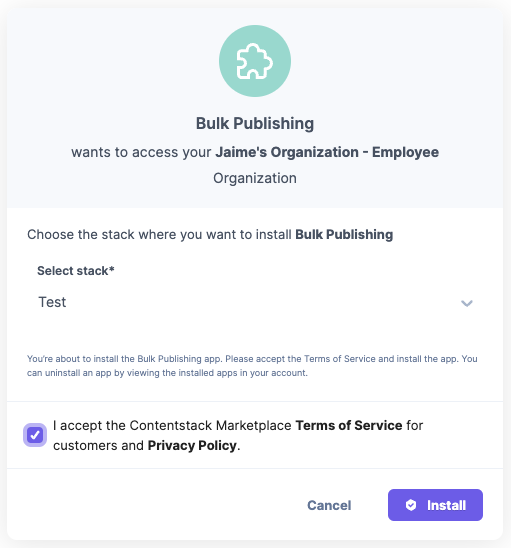 Bulk Publishing
wants to access your Jaime's Organization - Employee
Organization
Choose the stack where you want to install Bulk Publishing
Select stack*
Test
You're about to install the Bulk Publishing app. Please accept the Terms of Service and install the app. You
can uninstall an app by viewing the installed apps in your account.
I accept the Contentstack Marketplace Terms of Service for
customers and Privacy Policy.
Cancel
Install